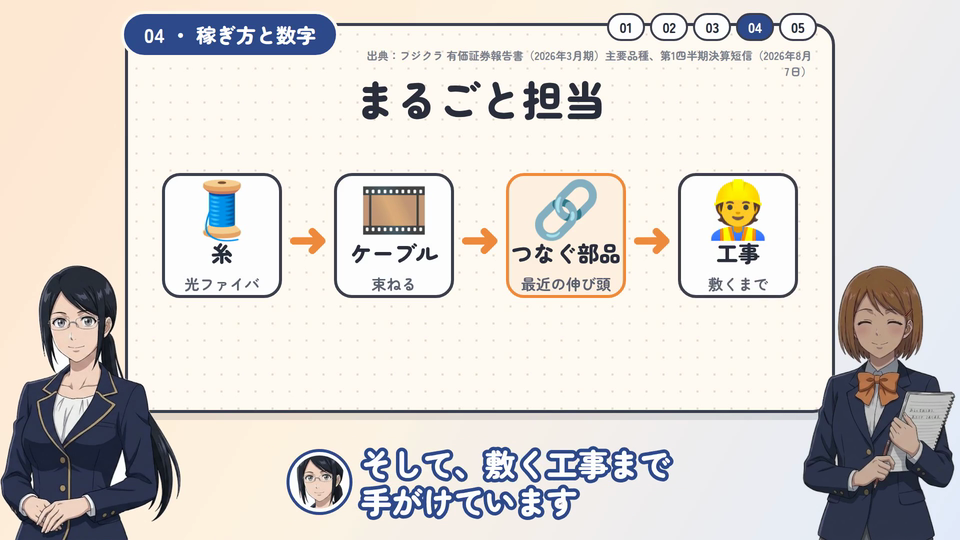 04 ・ 稼ぎ方と数字
01 02 03 04 05
出典：フジクラ 有価証券報告書（2026年3月期）主要品種、第1四半期決算短信（2026年8月
7日）
まるごと担当
糸
光ファイバ
ケーブル
束ねる
つなぐ部品
最近の伸び頭
工事
敷くまで
そして、敷く工事まで
手がけています